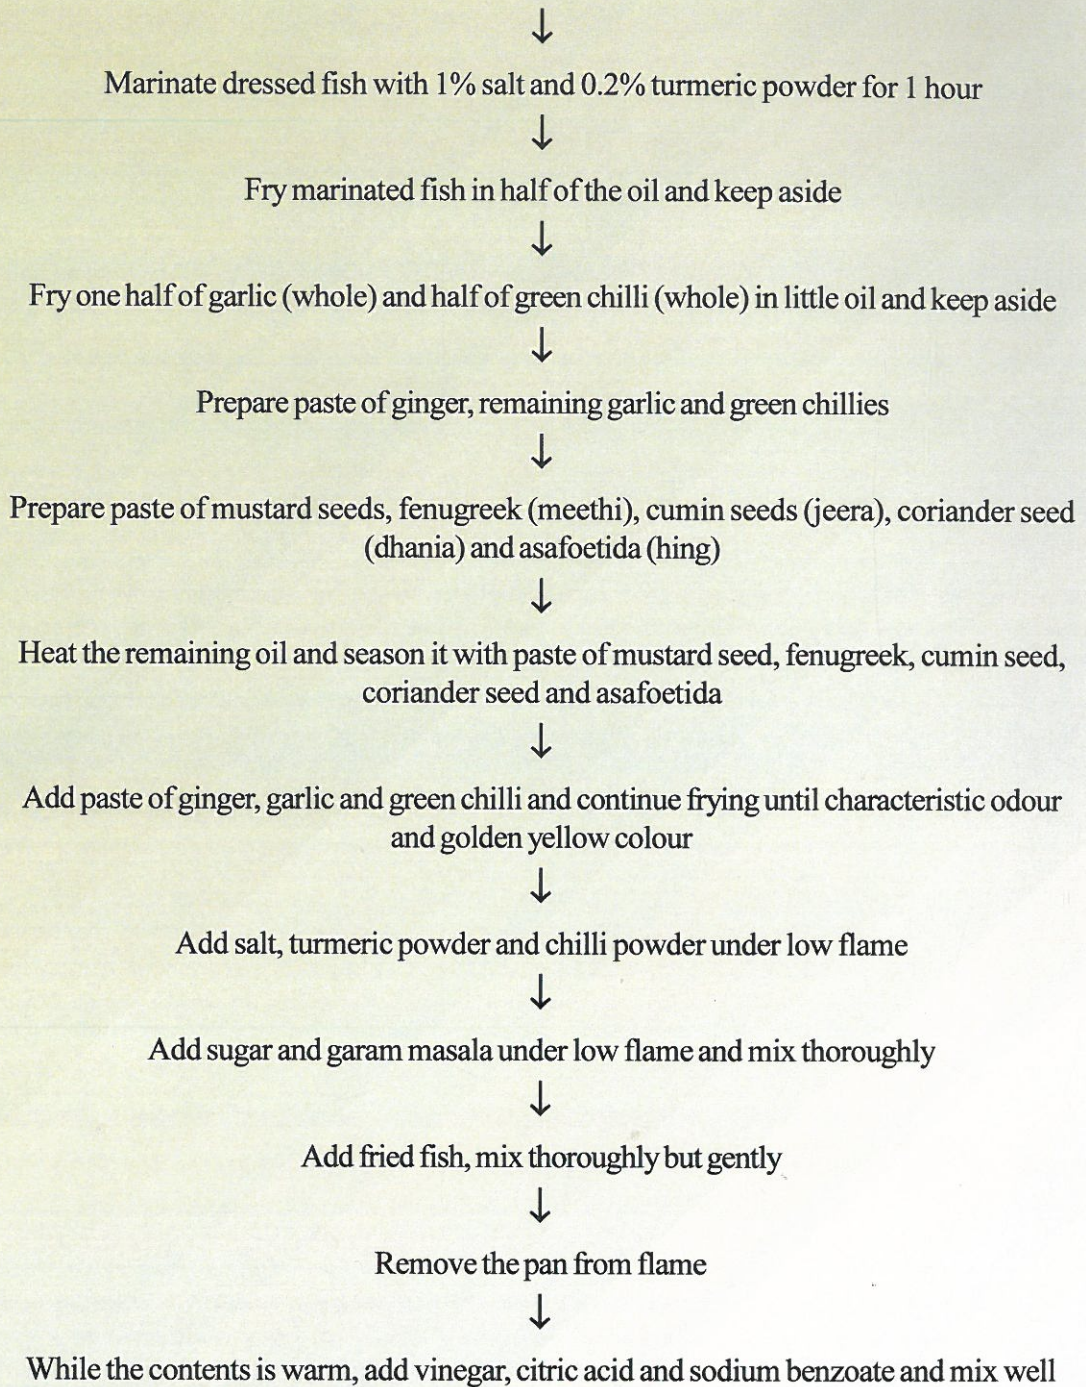 ↓
Marinate dressed fish with 1% salt and 0.2% turmeric powder for 1 hour
↓
Fry marinated fish in half of the oil and keep aside
↓
Fry one half of garlic (whole) and half of green chilli (whole) in little oil and keep aside
↓
Prepare paste of ginger, remaining garlic and green chillies
↓
Prepare paste of mustard seeds, fenugreek (meethi), cumin seeds (jeera), coriander seed
(dhania) and asafoetida (hing)
↓
Heat the remaining oil and season it with paste of mustard seed, fenugreek, cumin seed,
coriander seed and asafoetida
↓
Add paste of ginger, garlic and green chilli and continue frying until characteristic odour
and golden yellow colour
↓
Add salt, turmeric powder and chilli powder under low flame
↓
Add sugar and garam masala under low flame and mix thoroughly
↓
Add fried fish, mix thoroughly but gently
↓
Remove the pan from flame
↓
While the contents is warm, add vinegar, citric acid and sodium benzoate and mix well